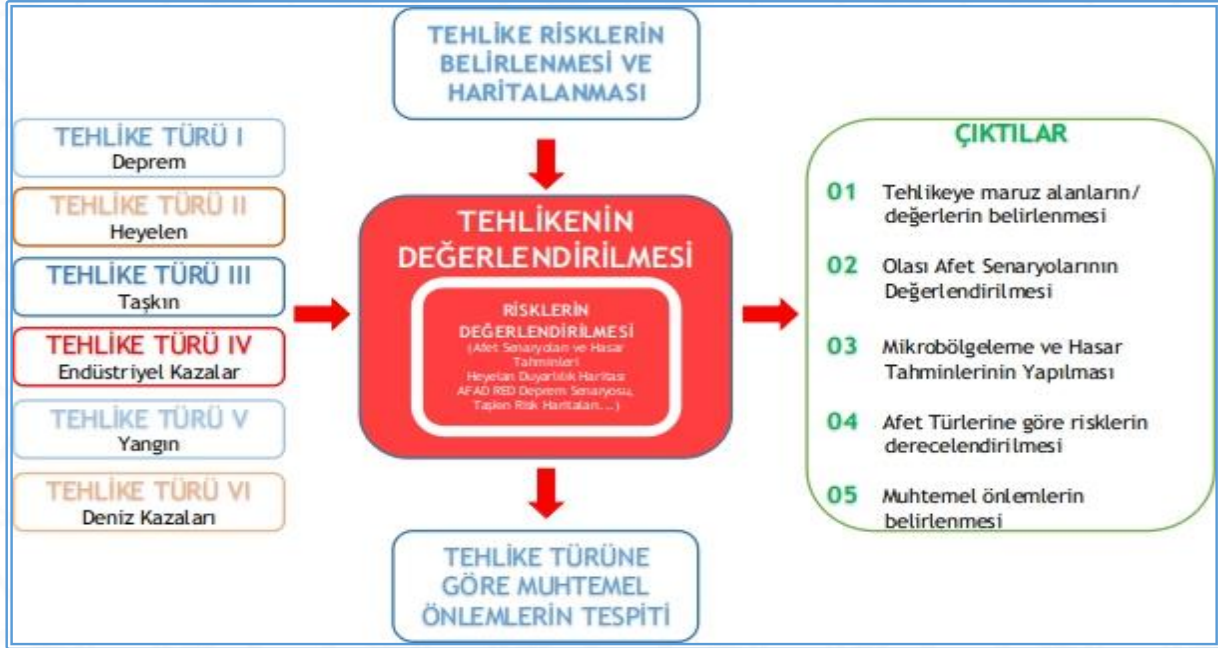 TEHLİKE RİSKLERİN
BELİRLENMESİ VE
HARİTALANMASI
TEHLİKE TÜRÜ I
Deprem
TEHLİKE TÜRÜ II
Heyelen
TEHLİKE TÜRÜ III
Taşkın
TEHLİKE TÜRÜ IV
Endüstriyel Kazalar
TEHLİKE TÜRÜ V
Yangın
TEHLİKE TÜRÜ VI
Deniz Kazaları
TEHLİKENİN
DEĞERLENDİRİLMESİ
RİSKLERİN
DEĞERLENDİRİLMESİ
(Afet Senaryoları ve Hasar
Tahminleri
Heyelan Duyarlılık Haritası
AFAD RED Deprem Senaryosu,
Taşkın Risk Haritaları...)
TEHLİKE TÜRÜNE
GÖRE MUHTEMEL
ÖNLEMLERİN TESPİTİ
ÇIKTILAR
01 Tehlikeye maruz alanların/
değerlerin belirlenmesi
02 Olası Afet Senaryolarının
Değerlendirilmesi
03 Mikrobölgeleme ve Hasar
Tahminlerinin Yapılması
04 Afet Türlerine göre risklerin
derecelendirilmesi
05 Muhtemel önlemlerin
belirlenmesi